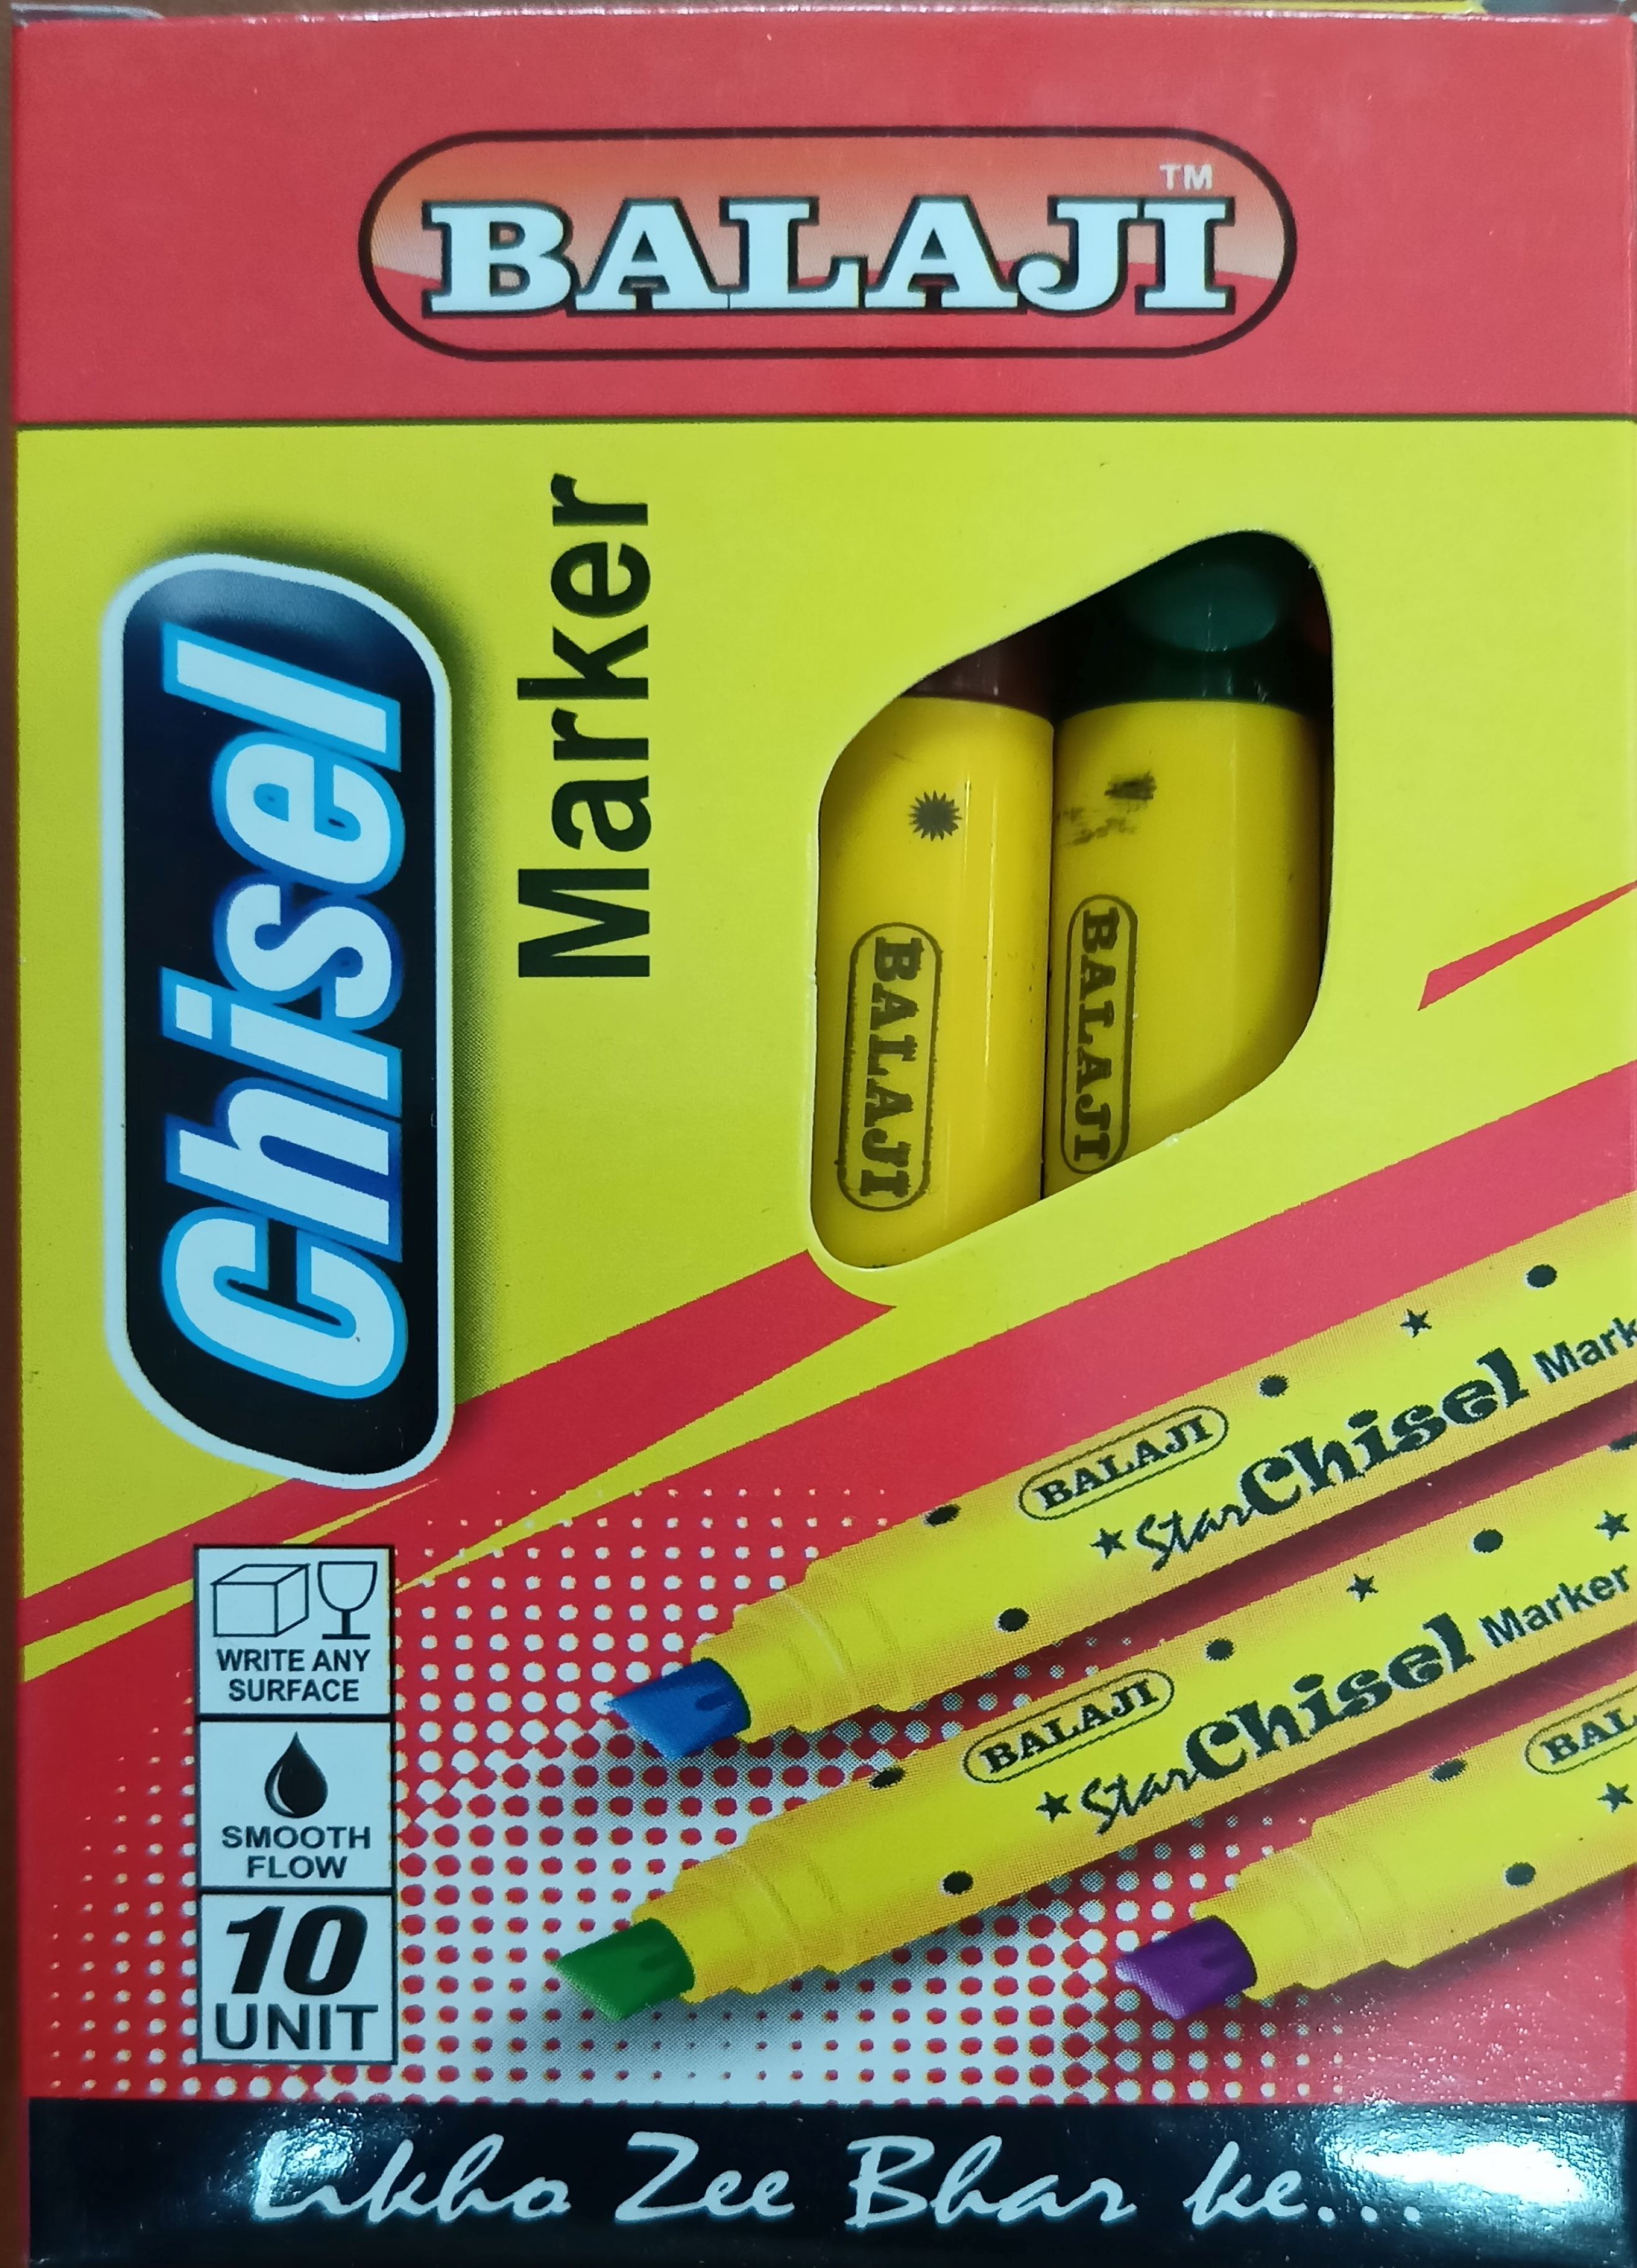 BALAJI™
Chisel
Marker
BALAJI
BALAJI
BALAJI
Star Chisel Mark
BALAJI
Star Chisel Marker
BAL
WRITE ANY
SURFACE
SMOOTH
FLOW
10
UNIT
Likho Zee Bhar ke...